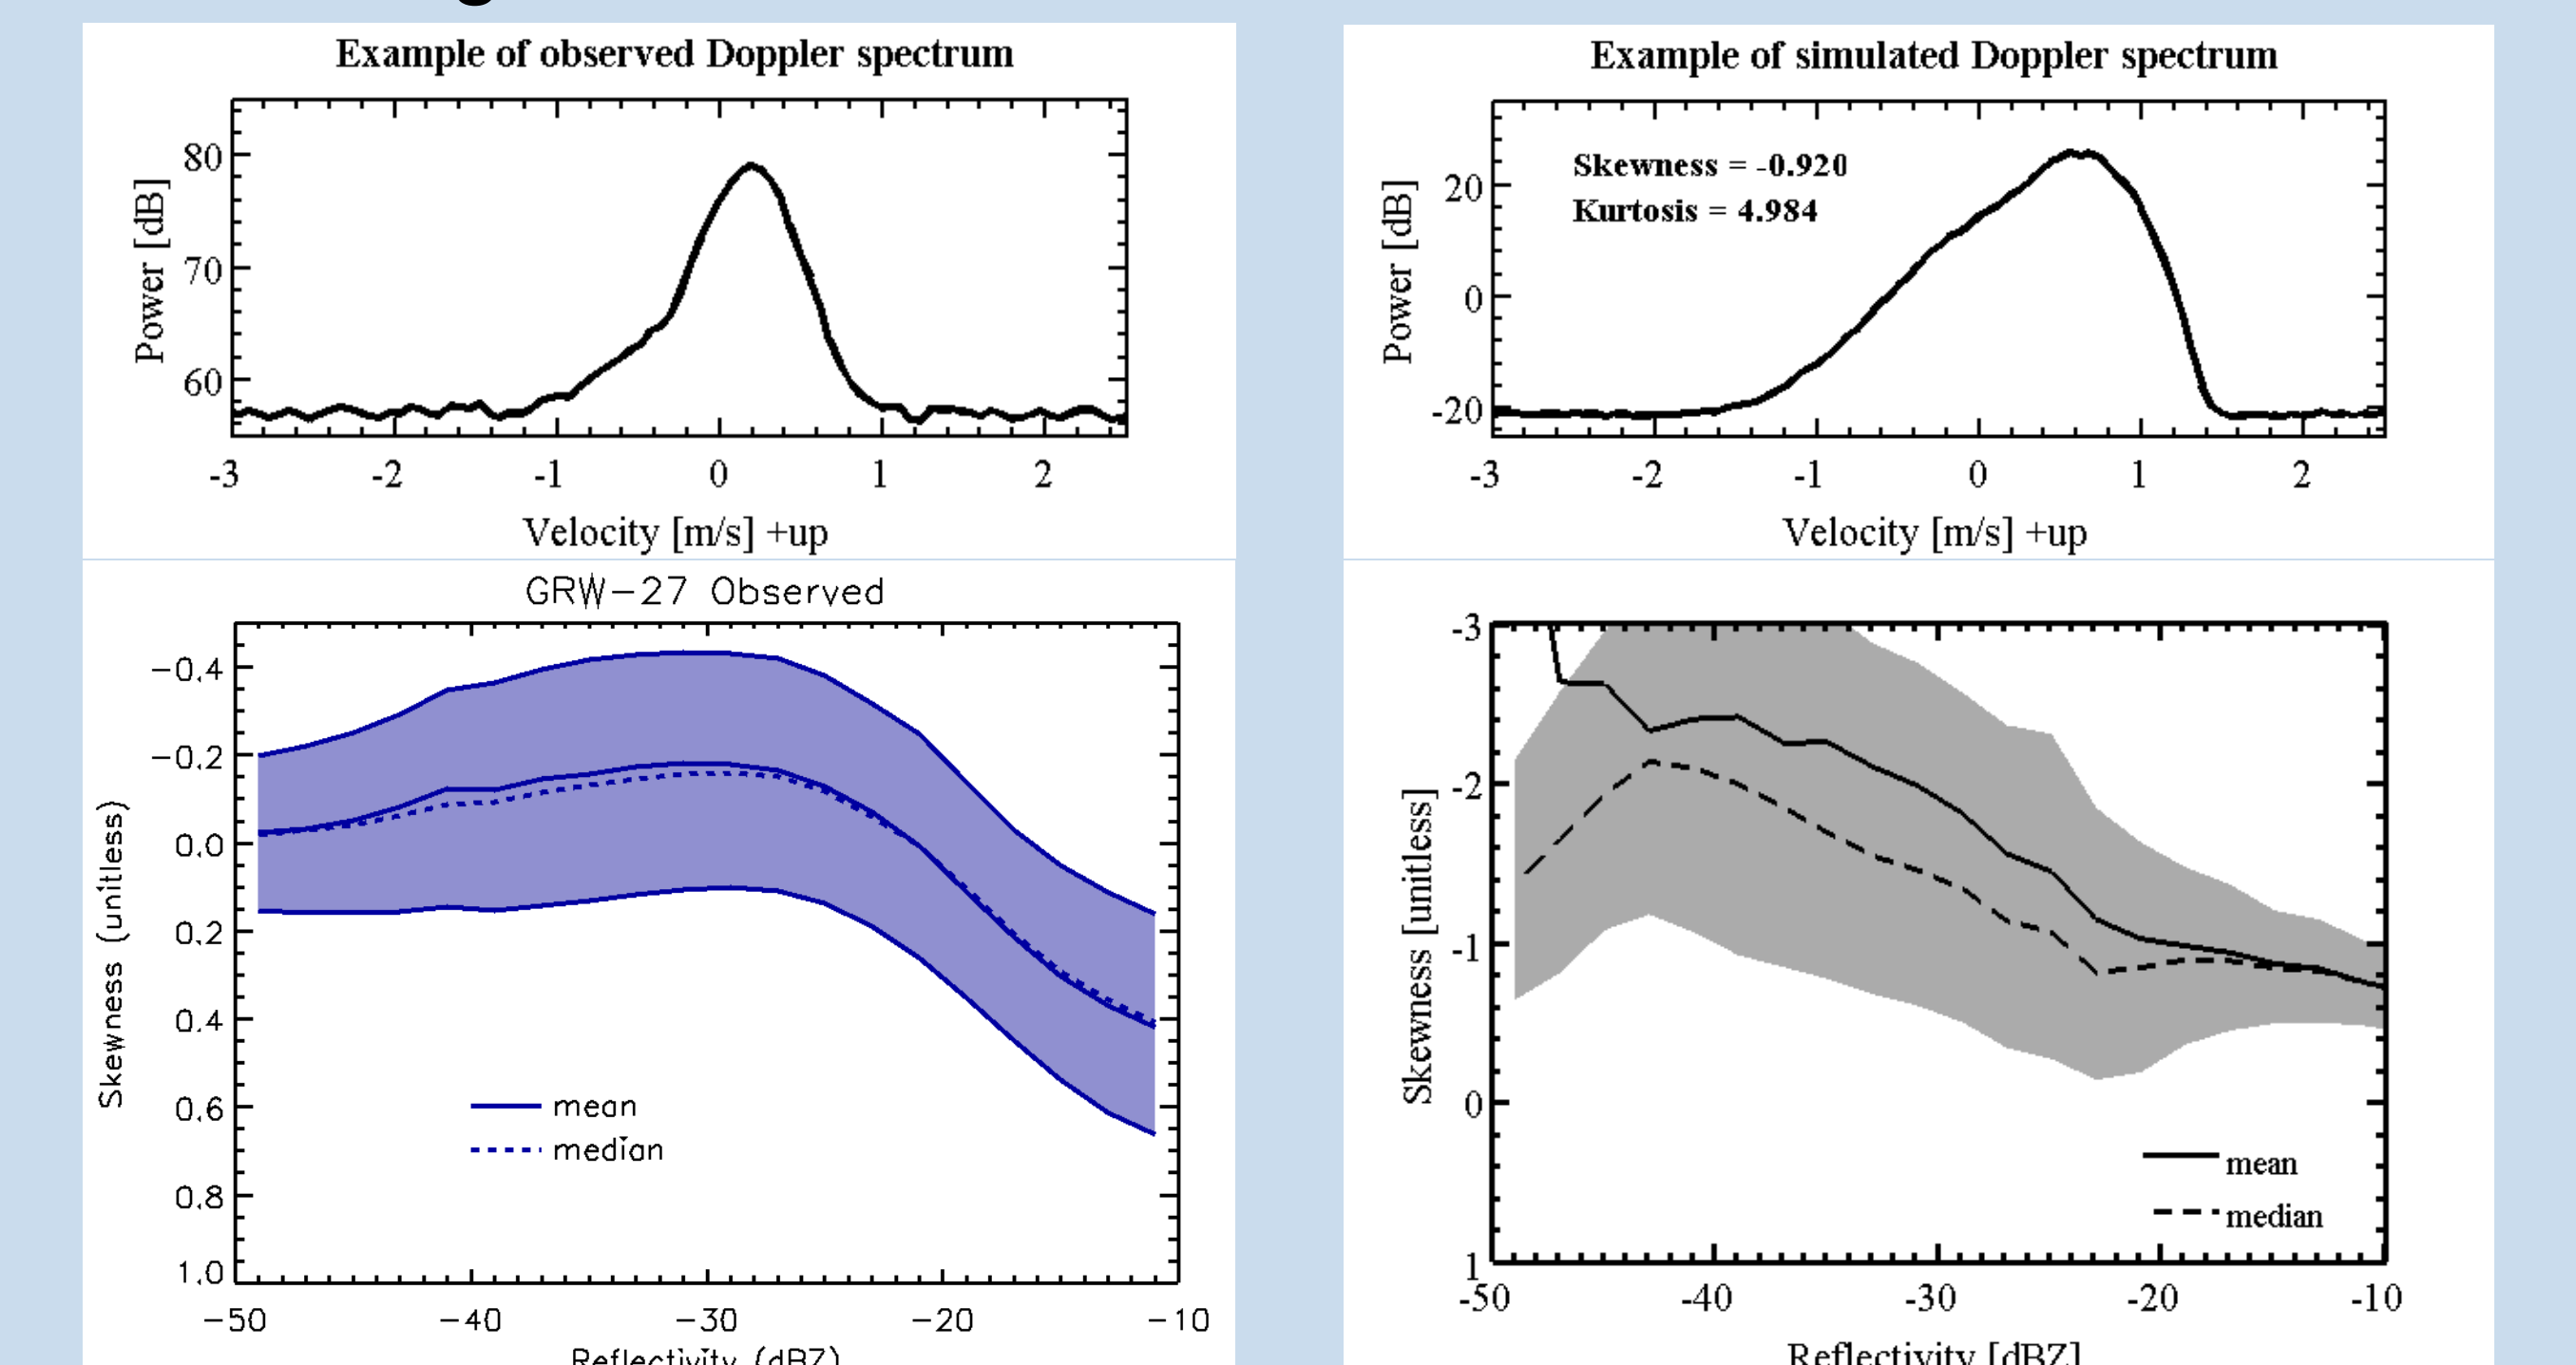 Example of observed Doppler spectrum
80
70
60
Power [dB]
-3 -2 -1 0 1 2
Velocity [m/s] +up
Example of simulated Doppler spectrum
Skewness = -0.920
Kurtosis = 4.984
20
0
-20
Power [dB]
-3 -2 -1 0 1 2
Velocity [m/s] +up
GRW-27 Observed
-0.4
-0.2
0.0
0.2
0.4
0.6
0.8
1.0
Skewness (unitless)
mean
median
-50 -40 -30 -20 -10
Reflectivity (dBZ)
-3
-2
-1
0
1
Skewness [unitless]
mean
median
-50 -40 -30 -20 -10
Reflectivity [dBZ]